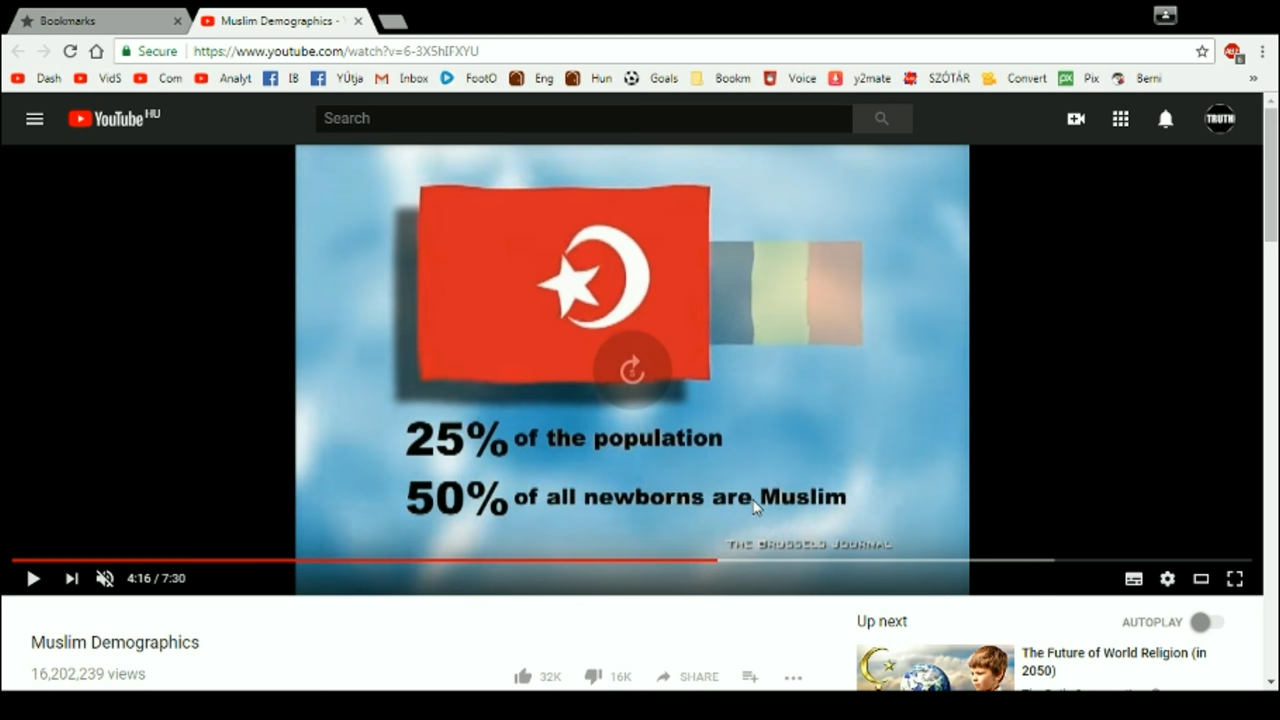 Bookmarks
Muslim Demographics -
Secure https://www.youtube.com/watch?v=6-3X5hIFXYU
Dash VidS Com Analyt IB YÚtja Inbox FootO Eng Hun Goals Bookm Voice y2mate SZÓTÁR Convert Pix Berni »
YouTube HU
Search
TRUTH
5
25% of the population
50% of all newborns are Muslim
THE BRUSSELS JOURNAL
4:16 / 7:30
Up next
AUTOPLAY
Muslim Demographics
The Future of World Religion (in
2050)
16,202,239 views
32K 16K SHARE